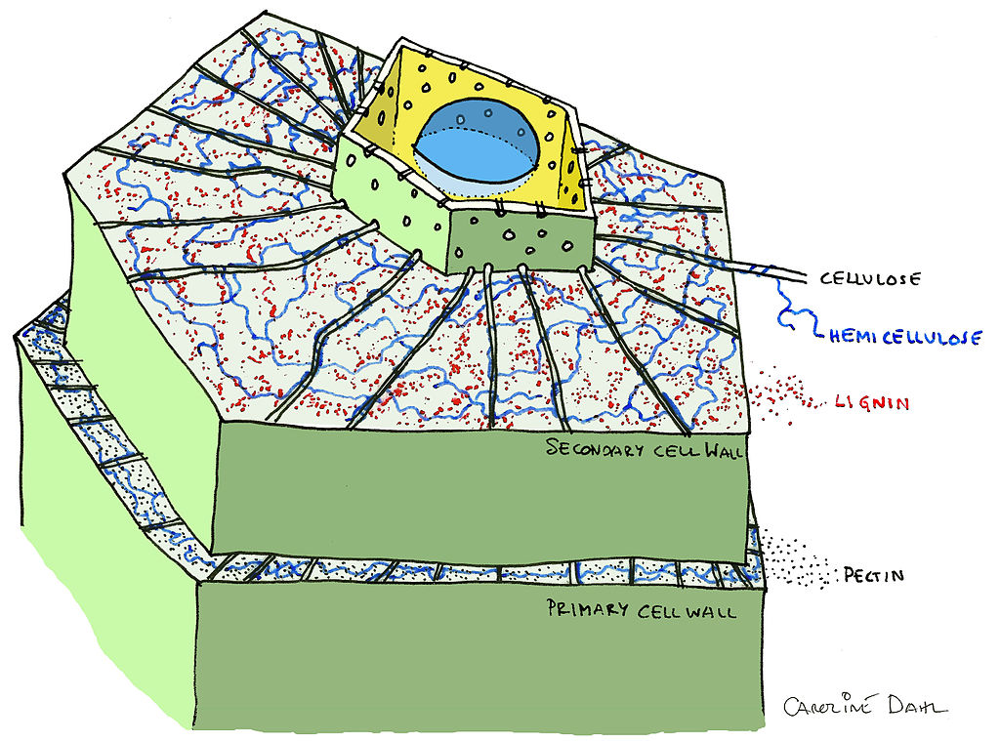 CELLULOSE
HEMICELLULOSE
LIGNIN
SECONDARY CELL WALL
PECTIN
PRIMARY CELL WALL
CAROLINE DAHL